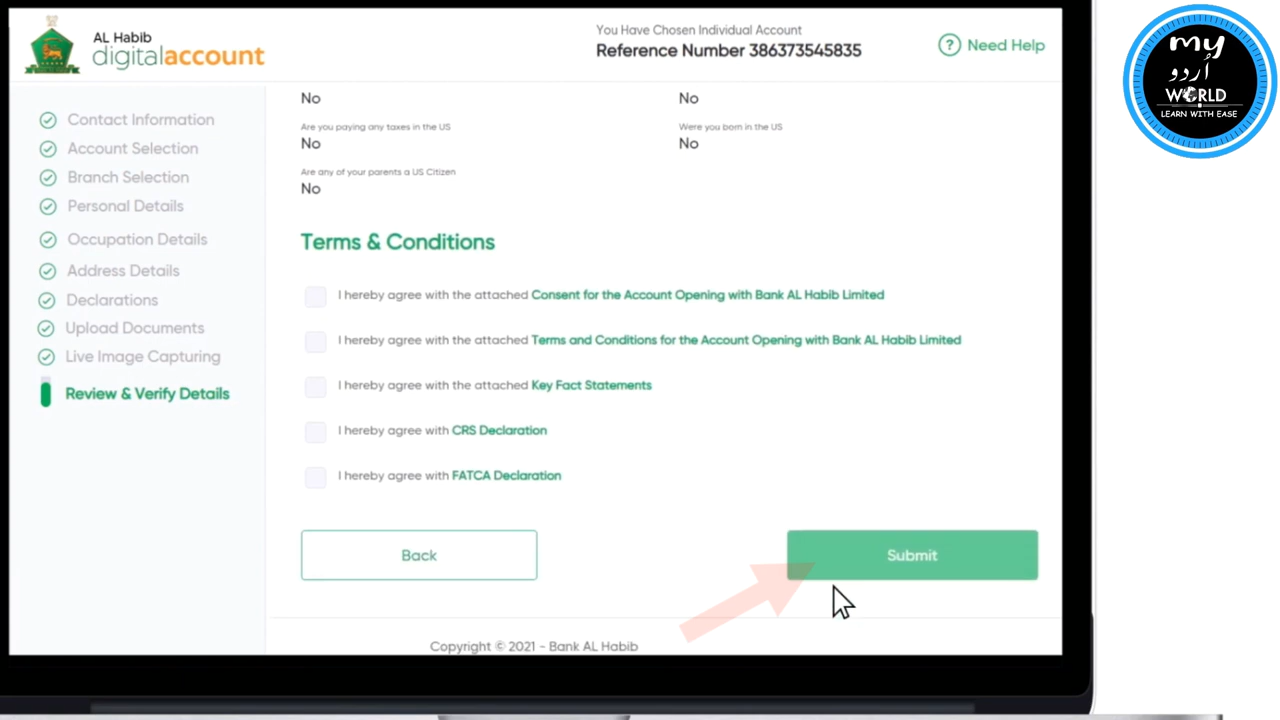 AL Habib
digitalaccount
You Have Chosen Individual Account
Reference Number 386373545835
? Need Help
my
اُردو
WORLD
LEARN WITH EASE
Contact Information
Account Selection
Branch Selection
Personal Details
Occupation Details
Address Details
Declarations
Upload Documents
Live Image Capturing
Review & Verify Details
No
No
Are you paying any taxes in the US
Were you born in the US
No
No
Are any of your parents a US Citizen
No
Terms & Conditions
I hereby agree with the attached Consent for the Account Opening with Bank AL Habib Limited
I hereby agree with the attached Terms and Conditions for the Account Opening with Bank AL Habib Limited
I hereby agree with the attached Key Fact Statements
I hereby agree with CRS Declaration
I hereby agree with FATCA Declaration
Back
Submit
Copyright © 2021 - Bank AL Habib